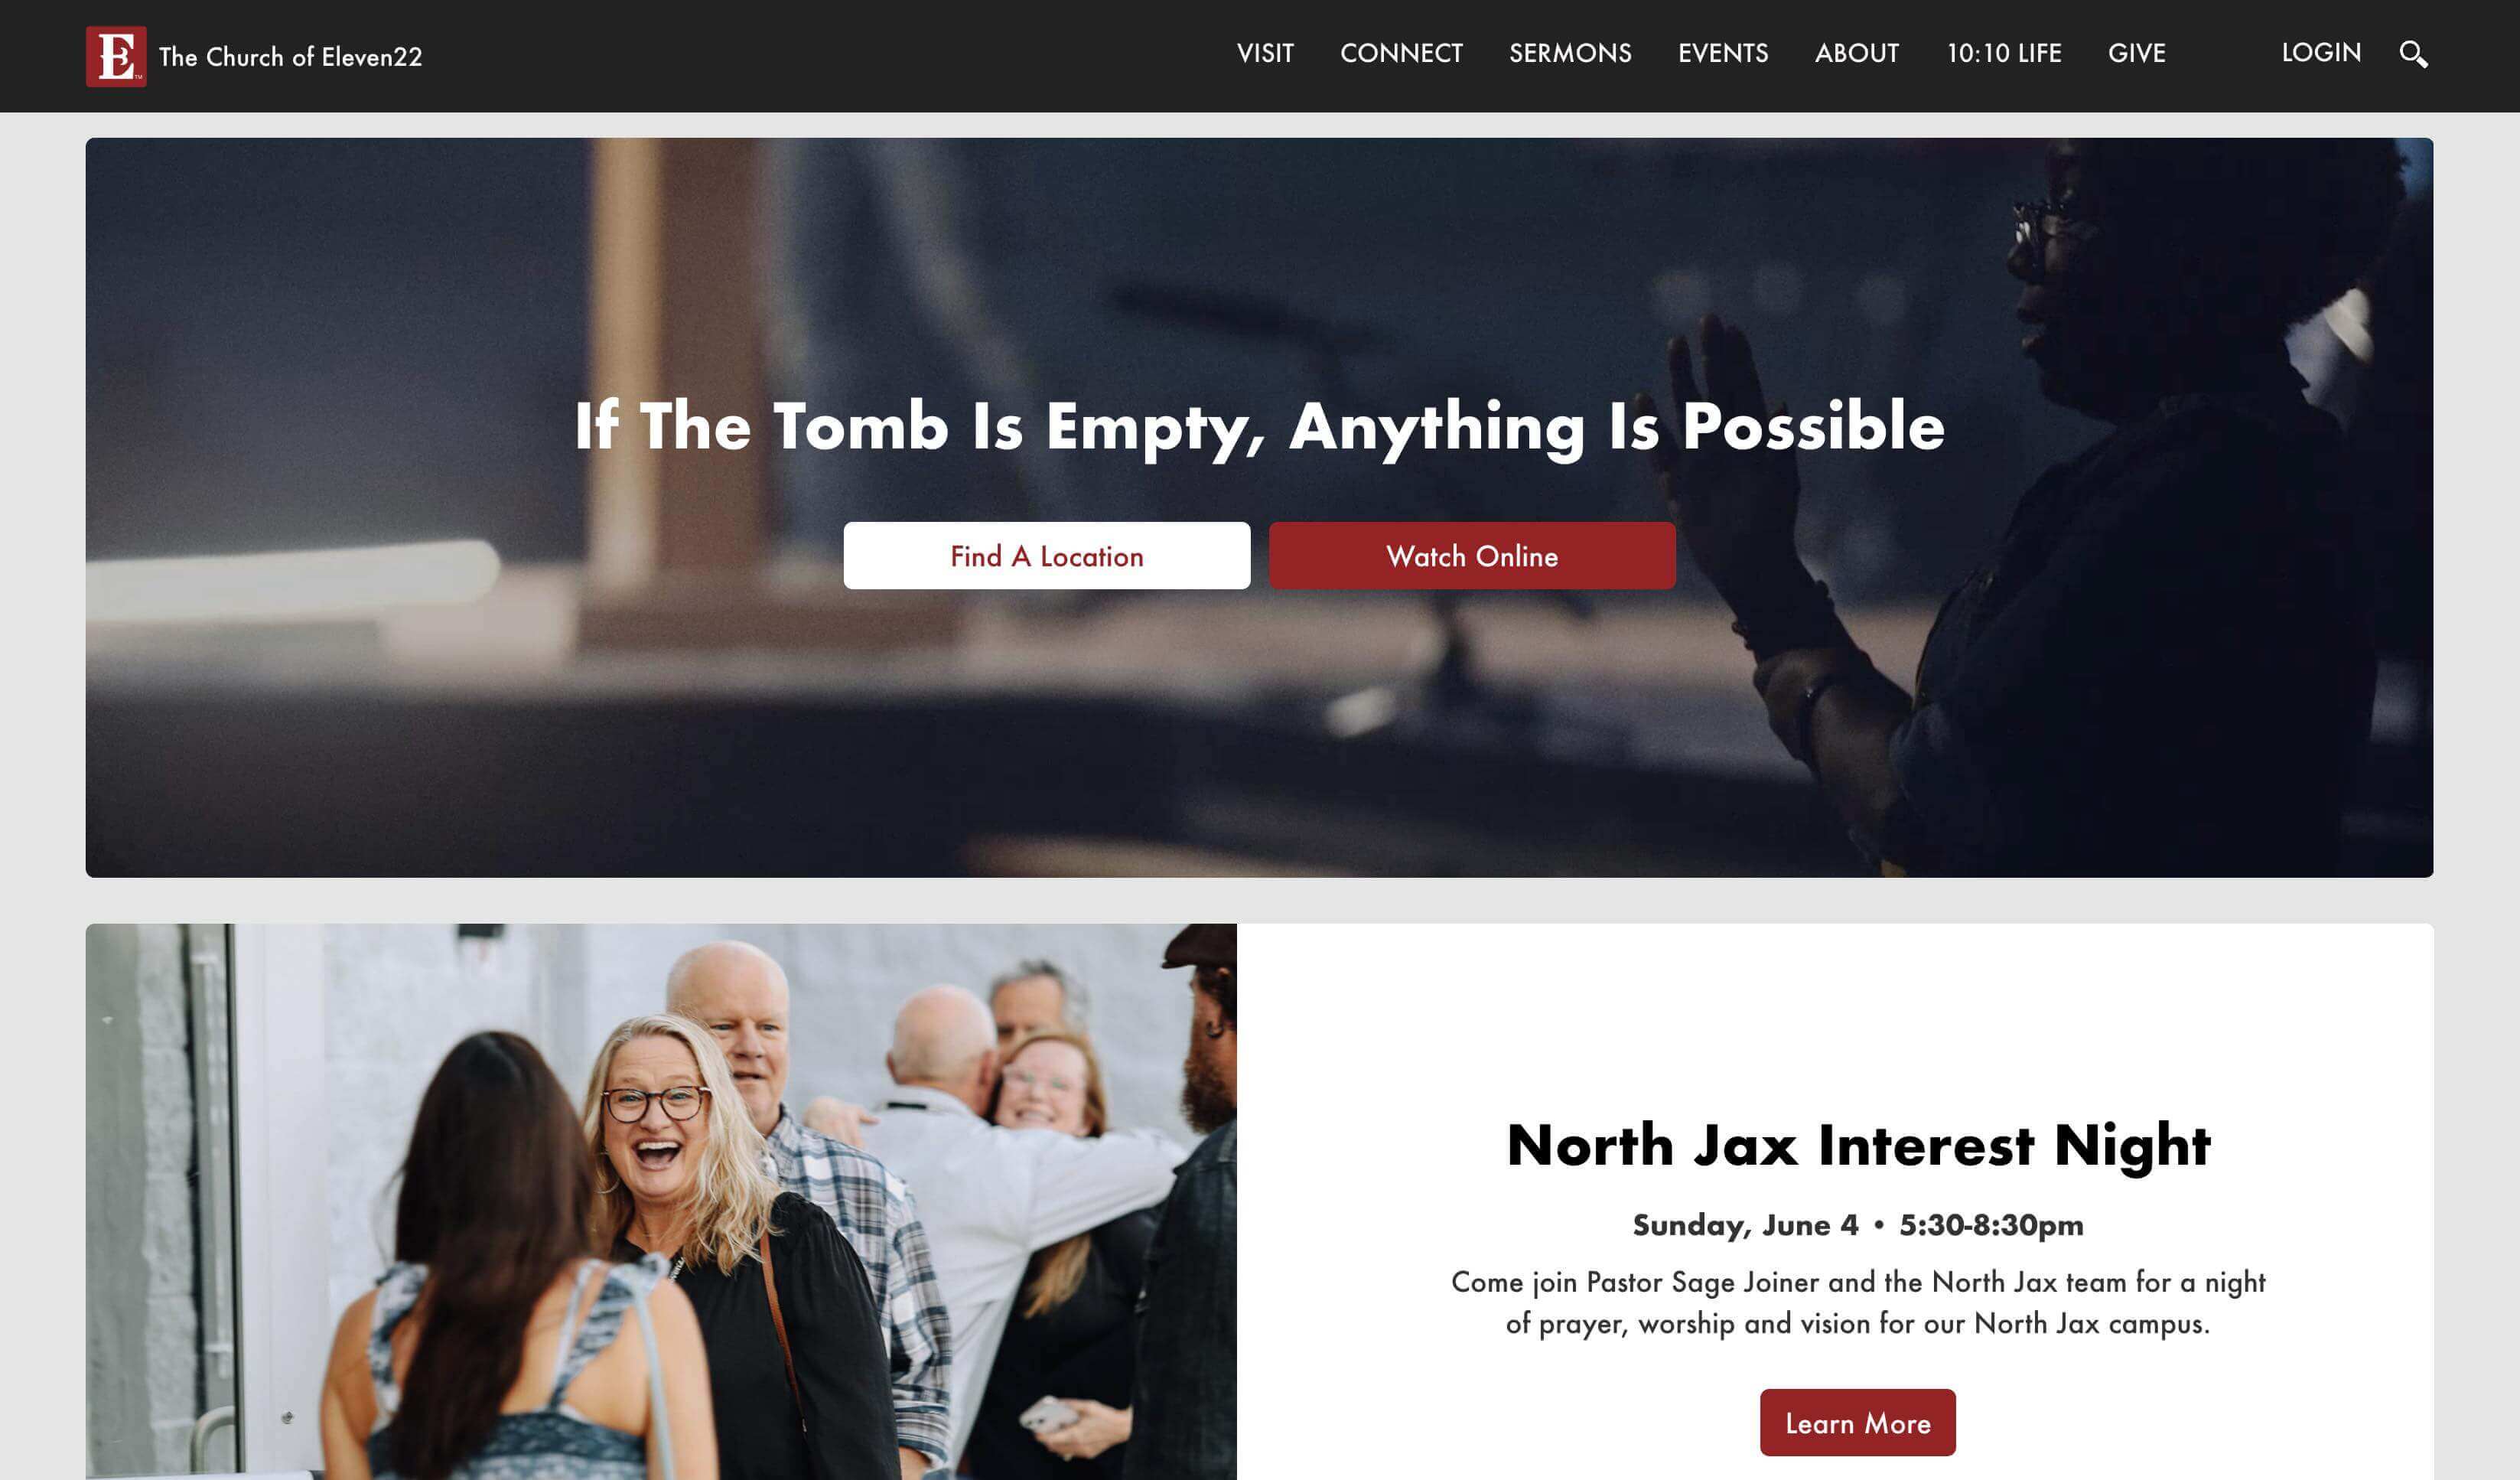 The Church of Eleven22
VISIT CONNECT SERMONS EVENTS ABOUT 10:10 LIFE GIVE LOGIN
If The Tomb Is Empty, Anything Is Possible
Find A Location Watch Online
North Jax Interest Night
Sunday, June 4 • 5:30-8:30pm
Come join Pastor Sage Joiner and the North Jax team for a night
of prayer, worship and vision for our North Jax campus.
Learn More